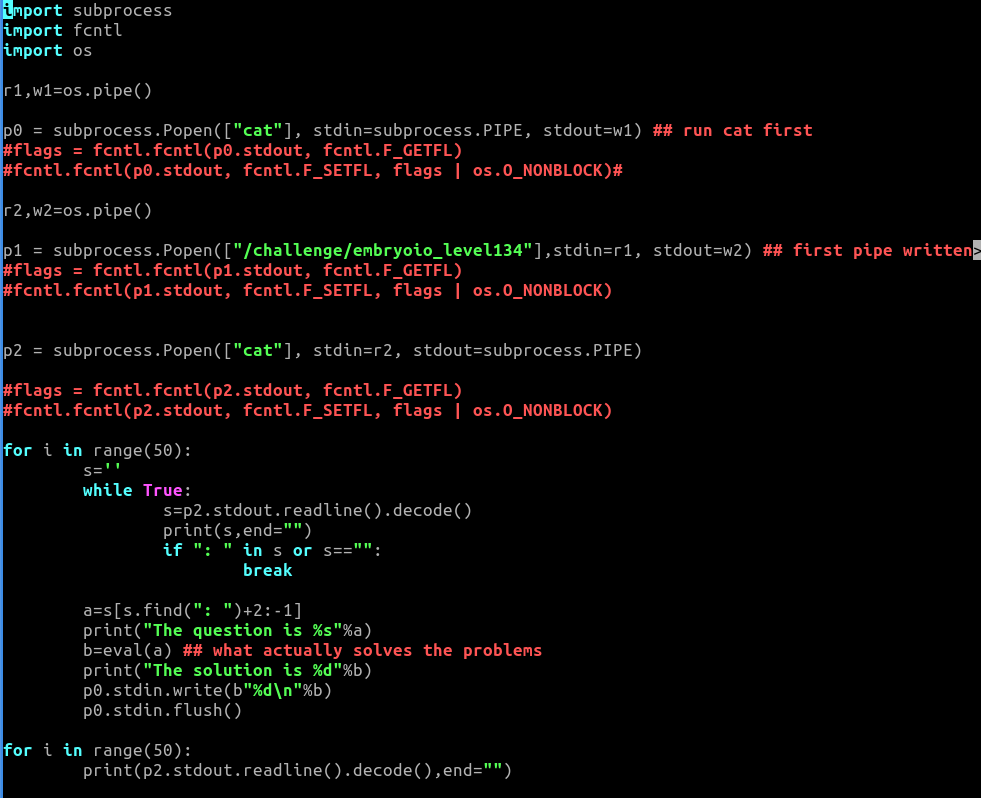 import subprocess
import fcntl
import os
r1,w1=os.pipe()
p0 = subprocess.Popen(["cat"], stdin=subprocess.PIPE, stdout=w1) ## run cat first
#flags = fcntl.fcntl(p0.stdout, fcntl.F_GETFL)
#fcntl.fcntl(p0.stdout, fcntl.F_SETFL, flags | os.O_NONBLOCK)#
r2,w2=os.pipe()
p1 = subprocess.Popen(["/challenge/embryoio_level134"],stdin=r1, stdout=w2) ## first pipe written>
#flags = fcntl.fcntl(p1.stdout, fcntl.F_GETFL)
#fcntl.fcntl(p1.stdout, fcntl.F_SETFL, flags | os.O_NONBLOCK)
p2 = subprocess.Popen(["cat"], stdin=r2, stdout=subprocess.PIPE)
#flags = fcntl.fcntl(p2.stdout, fcntl.F_GETFL)
#fcntl.fcntl(p2.stdout, fcntl.F_SETFL, flags | os.O_NONBLOCK)
for i in range(50):
        s=''
        while True:
                s=p2.stdout.readline().decode()
                print(s,end="")
                if ": " in s or s=="":
                        break
        a=s[s.find(": ")+2:-1]
        print("The question is %s"%a)
        b=eval(a) ## what actually solves the problems
        print("The solution is %d"%b)
        p0.stdin.write(b"%d\n"%b)
        p0.stdin.flush()
for i in range(50):
        print(p2.stdout.readline().decode(),end="")